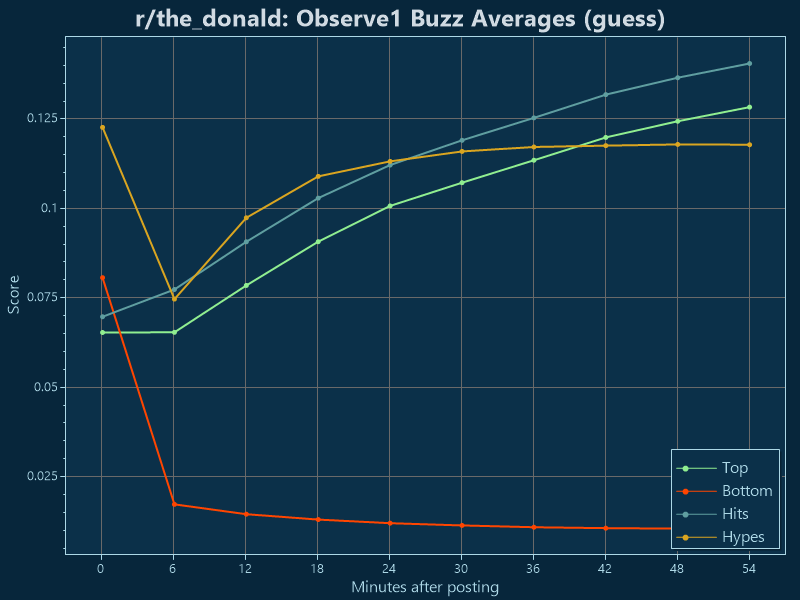 r/the_donald: Observe1 Buzz Averages (guess)
Score
0.125
0.1
0.075
0.05
0.025
Top
Bottom
Hits
Hypes
0 6 12 18 24 30 36 42 48 54
Minutes after posting